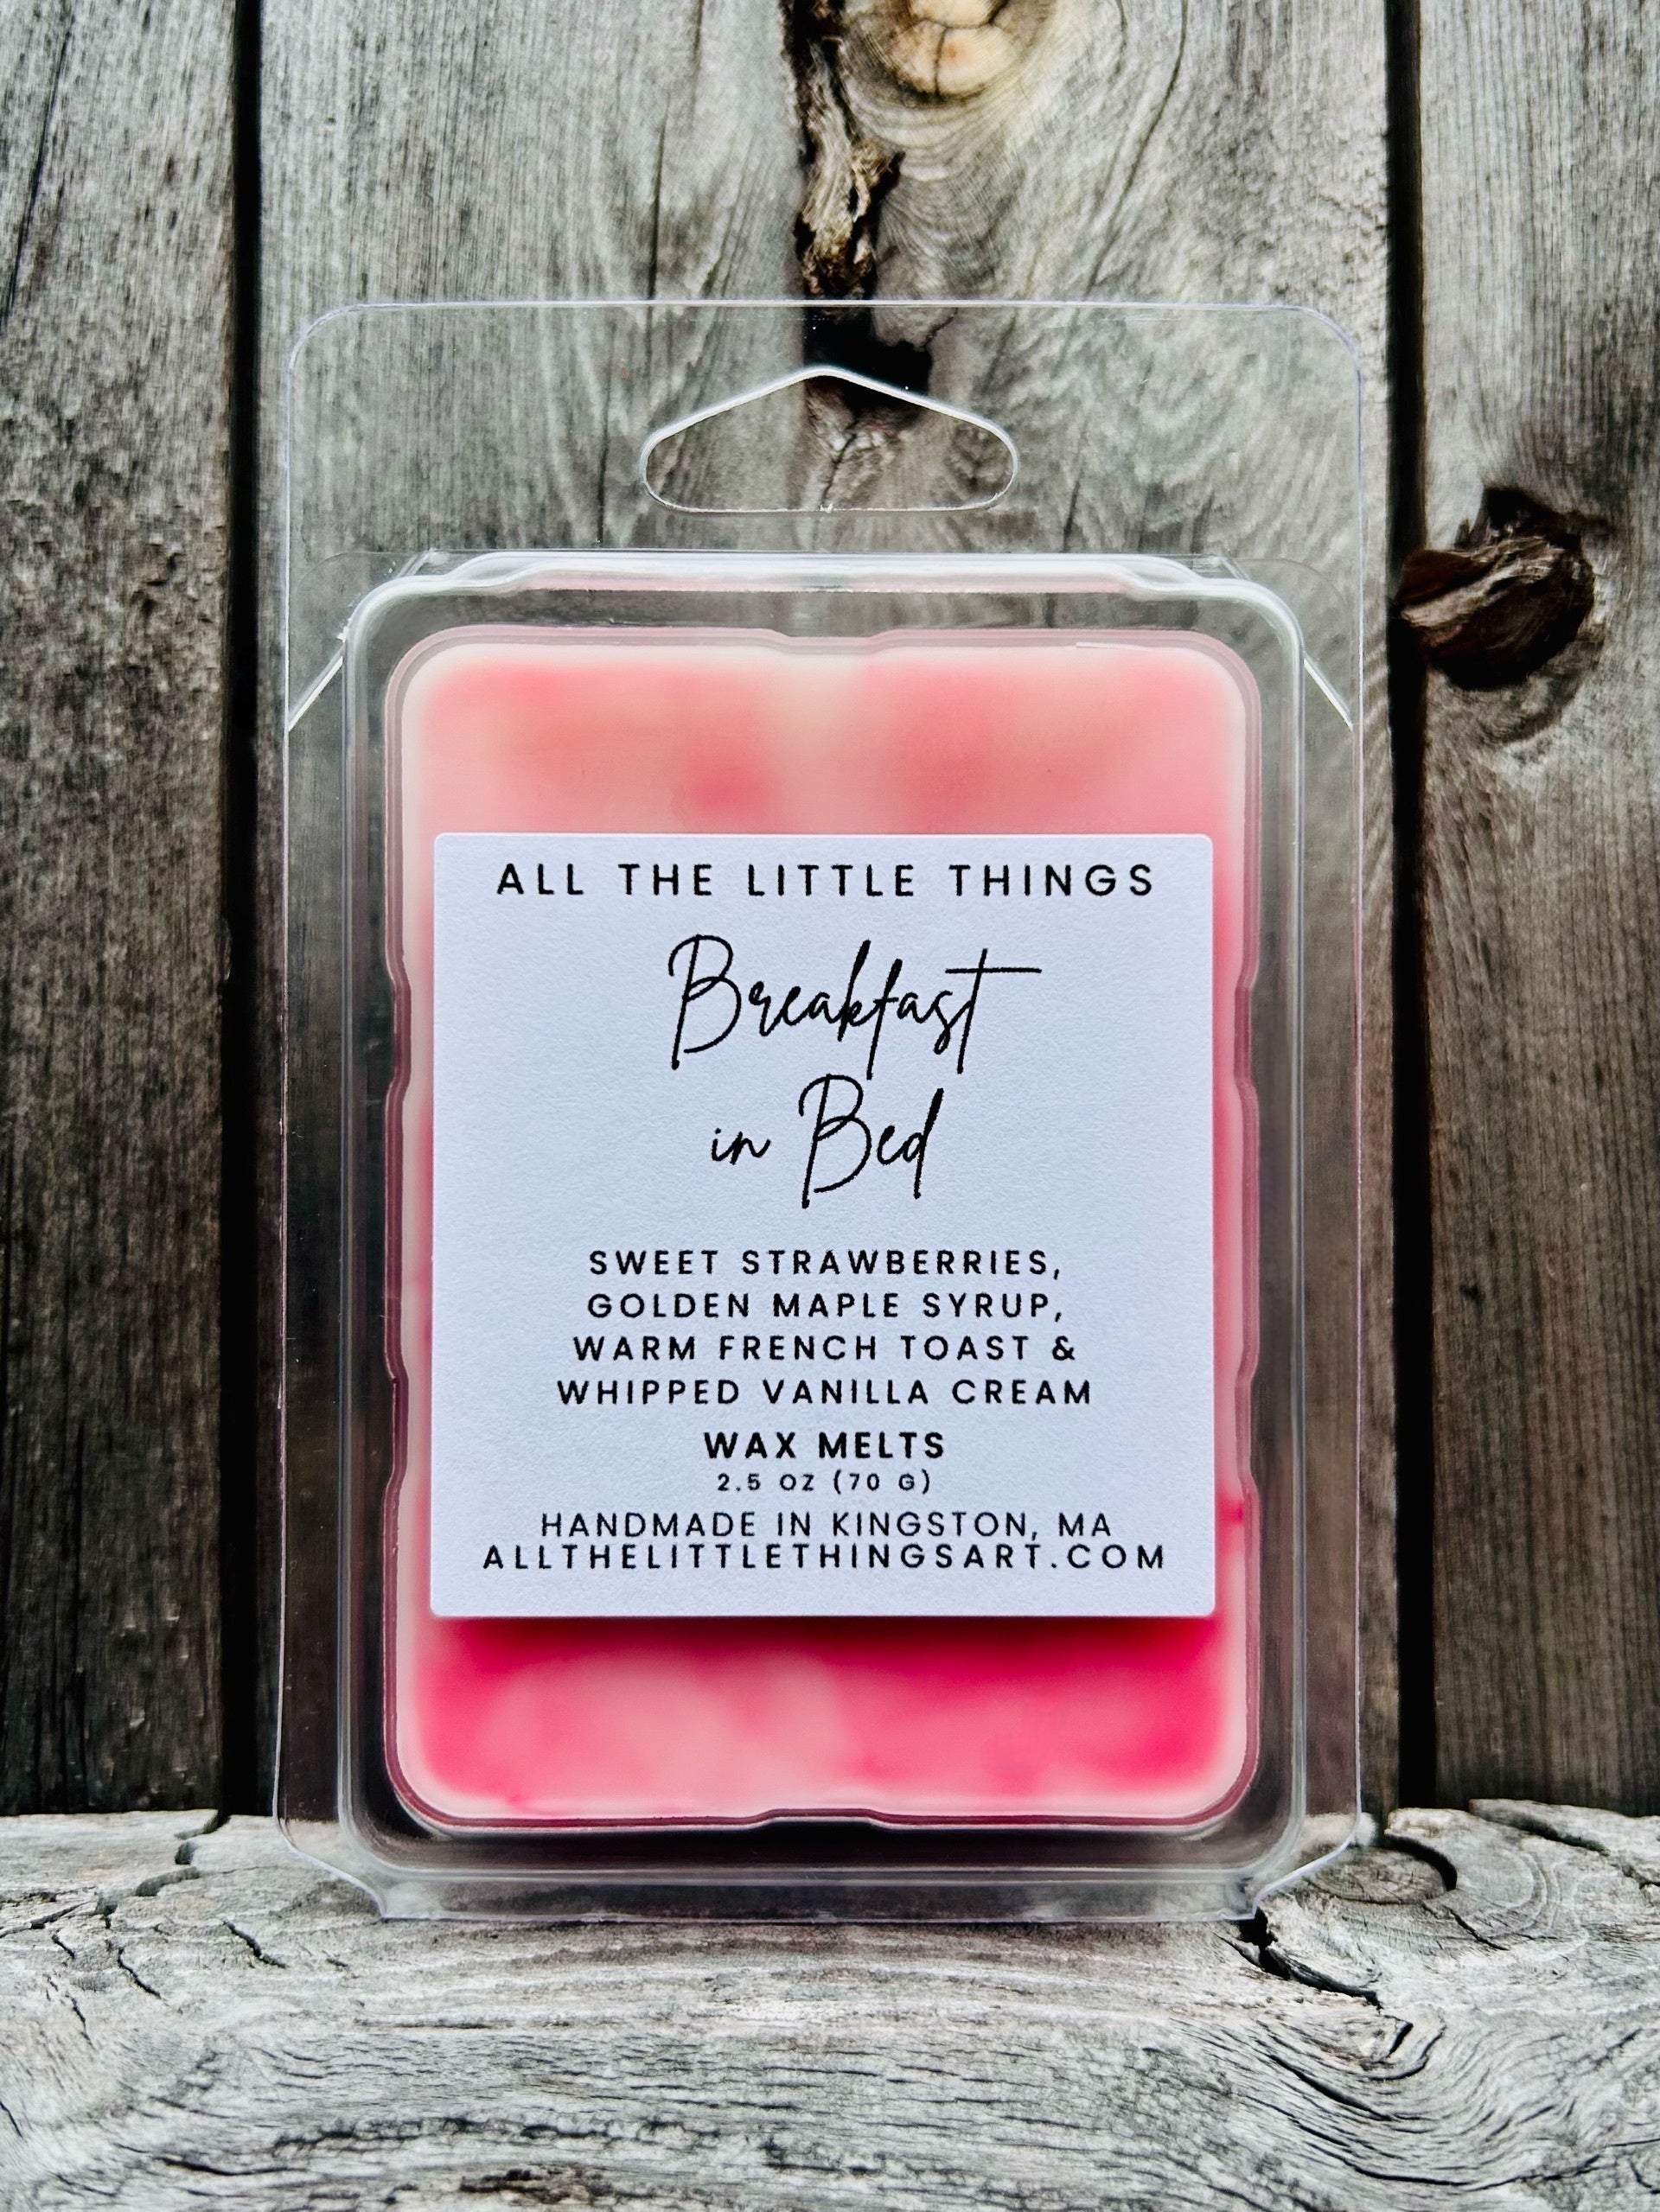 ALL THE LITTLE THINGS
Breakfast
in Bed
SWEET STRAWBERRIES,
GOLDEN MAPLE SYRUP,
WARM FRENCH TOAST &
WHIPPED VANILLA CREAM
WAX MELTS
2.5 OZ (70 G)
HANDMADE IN KINGSTON, MA
ALLTHELITTLETHINGSART.COM